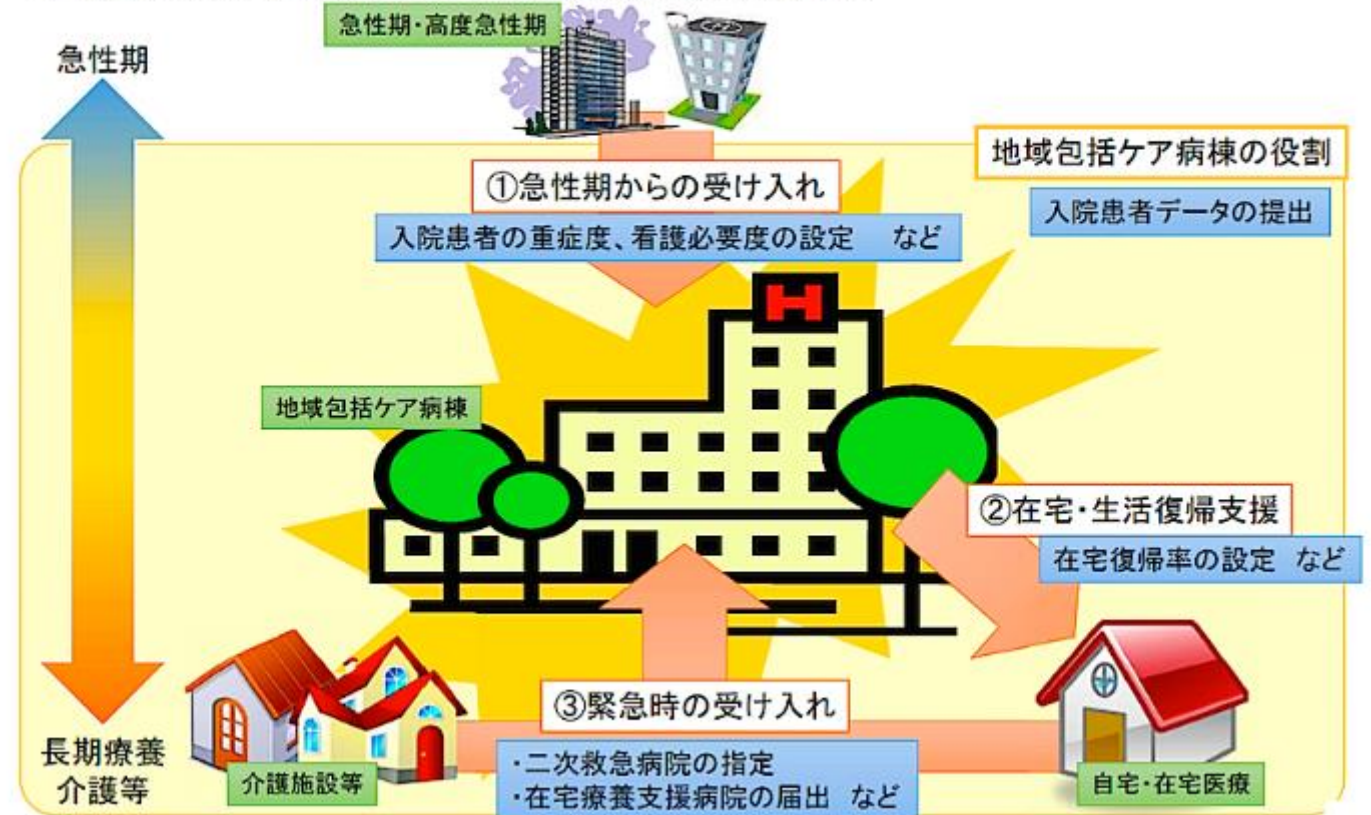 急性期・高度急性期
急性期
地域包括ケア病棟の役割
入院患者データの提出
①急性期からの受け入れ
入院患者の重症度、看護必要度の設定　など
H
地域包括ケア病棟
②在宅・生活復帰支援
在宅復帰率の設定　など
③緊急時の受け入れ
・二次救急病院の指定
・在宅療養支援病院の届出　など
長期療養
介護等
介護施設等
自宅・在宅医療